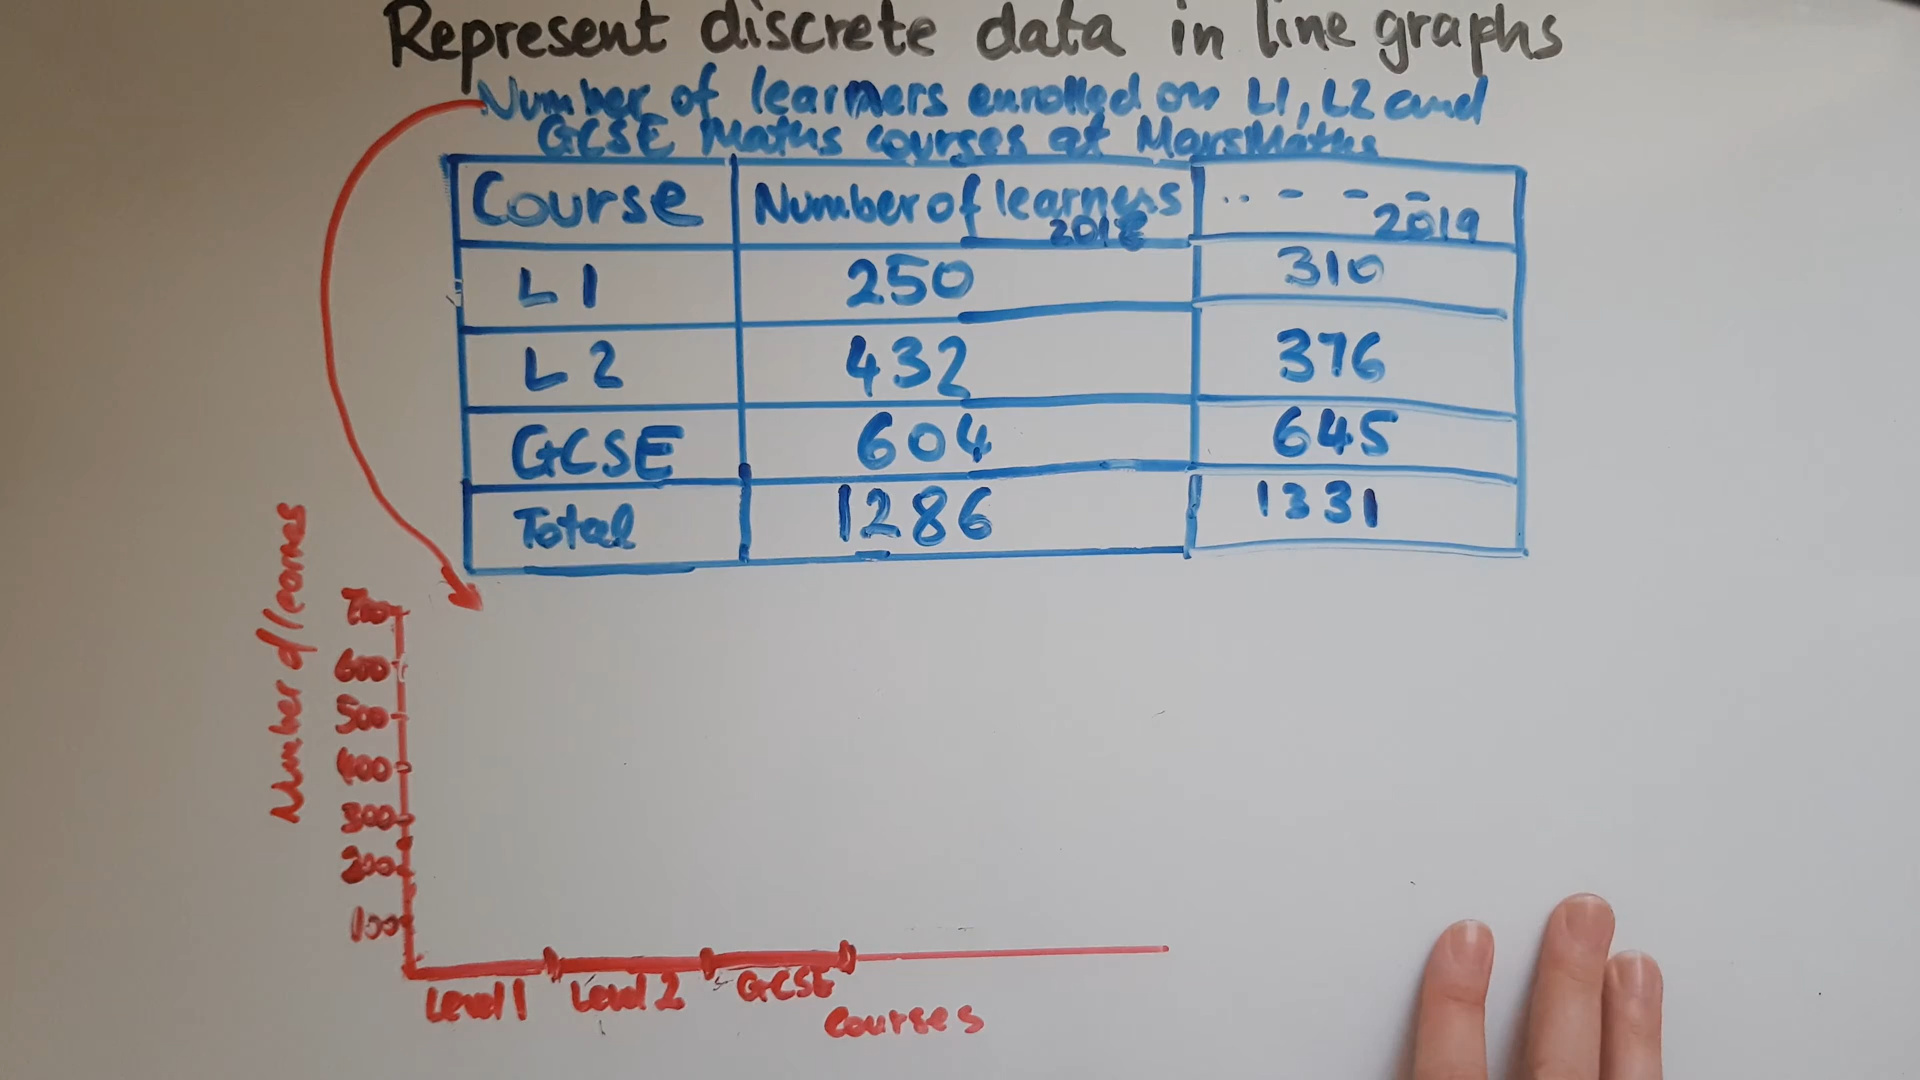 Represent discrete data in line graphs
Number of learners enrolled on L1, L2 and
GCSE Maths courses at MarsMaths
Course Number of learners 2018 .. - - - 2019
L1 250 310
L2 432 376
GCSE 604 645
Total 1286 1331
Number of learners
700
600
500
400
300
200
100
Level 1 Level 2 GCSE
Courses